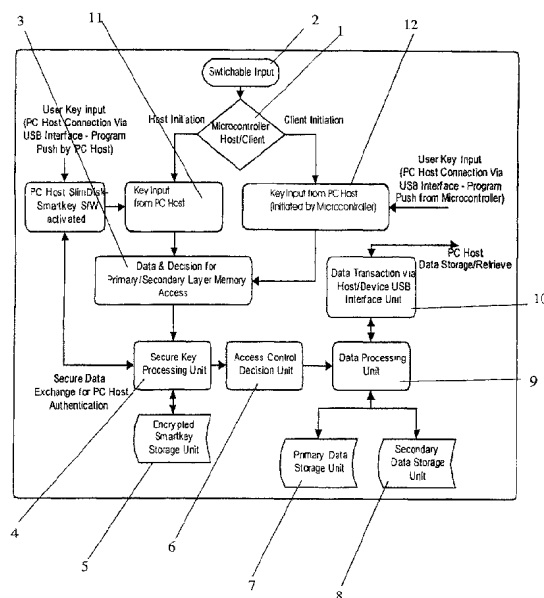 11
1
3
2
12
Swtichable Input
User Key Input
(PC Host Connection Via
USB Interface - Program
Push by PC Host)
Host Initiation
Microcontroller
Host/Client
Client Initiation
User Key Input
(PC Host Connection Via
USB Interface - Program
Push from Microcontroller)
PC Host SlimDisk
Smartkey S/W
activated
Key Input
from PC Host
Key Input from PC Host
(Initiated by Microcontroller)
Data & Decision for
Primary/Secondary Layer Memory
Access
PC Host
Data Storage/Retrieve
Data Transaction via
Host/Device USB
Interface Unit
10
Secure Key
Processing Unit
Access Control
Decision Unit
Data Processing
Unit
9
Secure Data
Exchange for PC Host
Authentication
Encrypted
Smartkey
Storage Unit
Primary Data
Storage Unit
Secondary
Data Storage
Unit
4
5
6
7
8